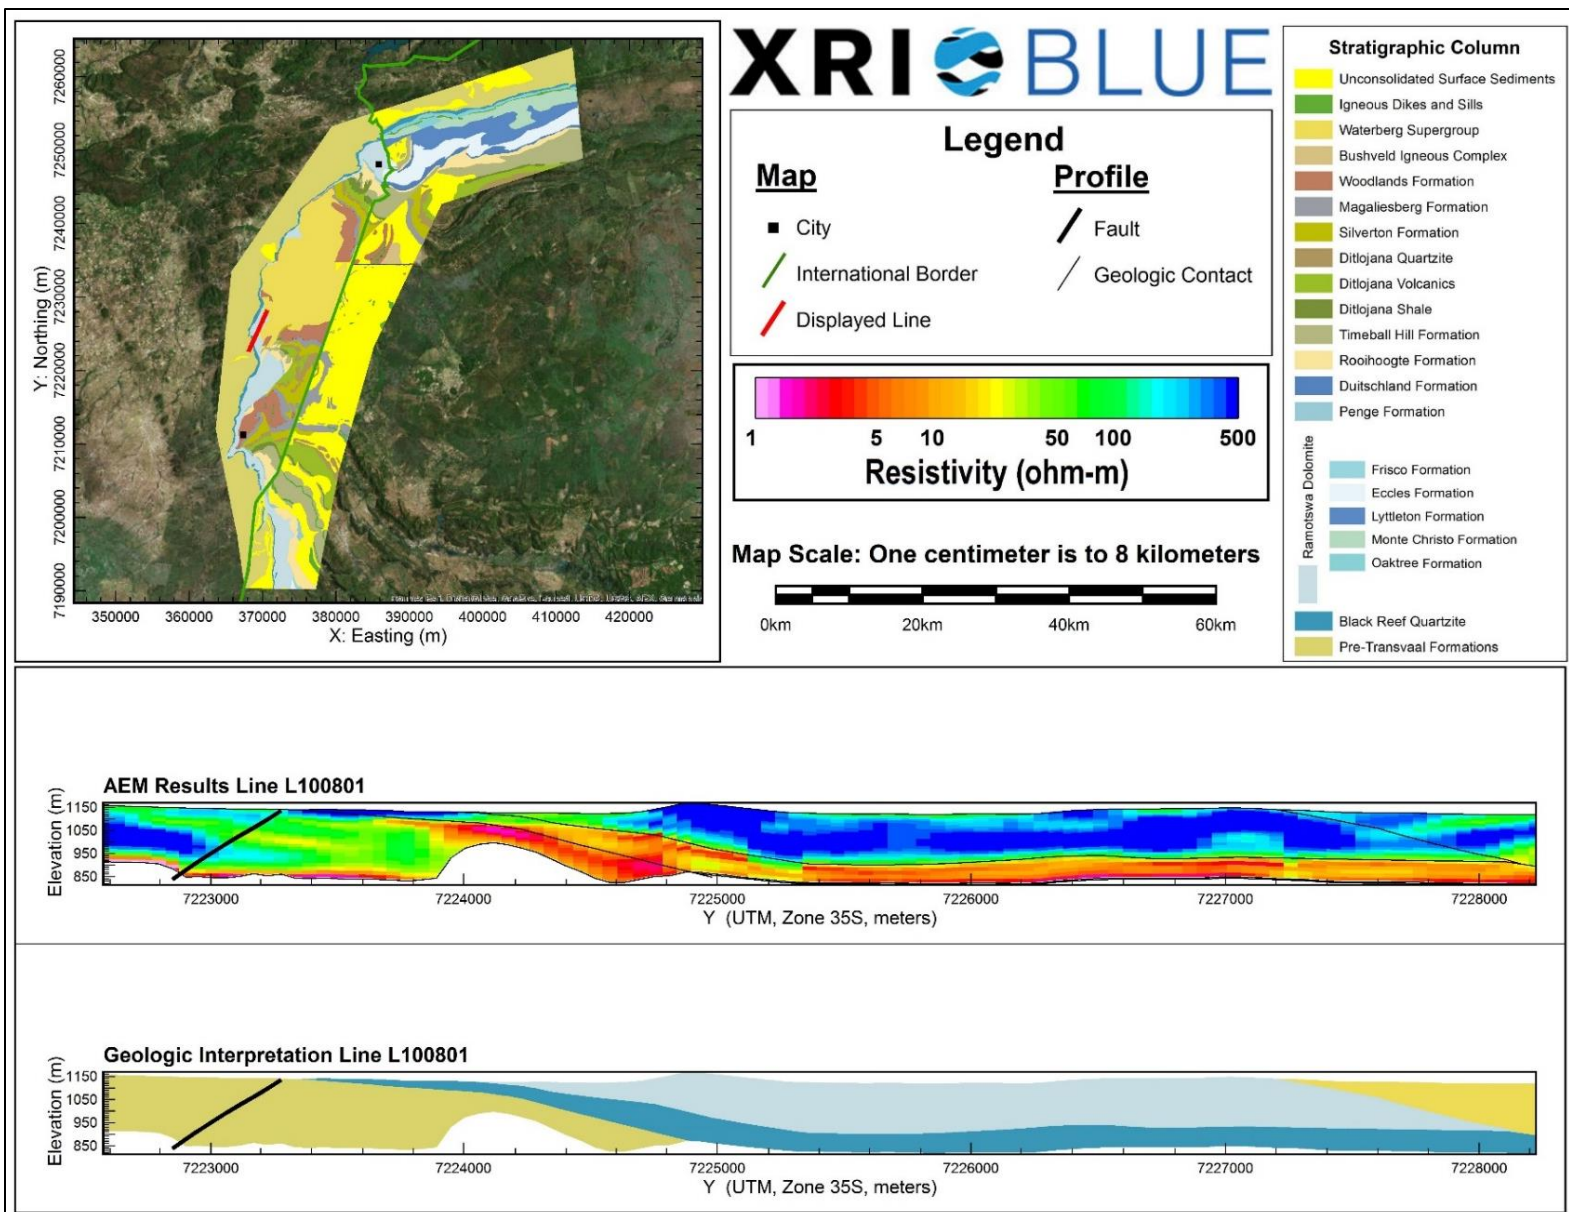 XRI BLUE
7260000
7250000
7240000
7230000
7220000
7210000
7200000
7190000
Y: Northing (m)
350000 360000 370000 380000 390000 400000 410000 420000
X: Easting (m)
Legend
Map
City
International Border
Displayed Line
Profile
Fault
Geologic Contact
1 5 10 50 100 500
Resistivity (ohm-m)
Map Scale: One centimeter is to 8 kilometers
0km 20km 40km 60km
Stratigraphic Column
Unconsolidated Surface Sediments
Igneous Dikes and Sills
Waterberg Supergroup
Bushveld Igneous Complex
Woodlands Formation
Magaliesberg Formation
Silverton Formation
Ditlojana Quartzite
Ditlojana Volcanics
Ditlojana Shale
Timeball Hill Formation
Rooihoogte Formation
Duitschland Formation
Penge Formation
Ramotswa Dolomite
Frisco Formation
Eccles Formation
Lyttleton Formation
Monte Christo Formation
Oaktree Formation
Black Reef Quartzite
Pre-Transvaal Formations
AEM Results Line L100801
Elevation (m)
1150
1050
950
850
7223000 7224000 7225000 7226000 7227000 7228000
Y (UTM, Zone 35S, meters)
Geologic Interpretation Line L100801
Elevation (m)
1150
1050
950
850
7223000 7224000 7225000 7226000 7227000 7228000
Y (UTM, Zone 35S, meters)